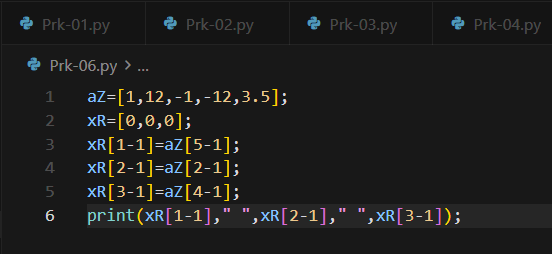 Prk-01.py Prk-02.py Prk-03.py Prk-04.py
Prk-06.py > ...
1 aZ=[1,12,-1,-12,3.5];
2 xR=[0,0,0];
3 xR[1-1]=aZ[5-1];
4 xR[2-1]=aZ[2-1];
5 xR[3-1]=aZ[4-1];
6 print(xR[1-1]," ",xR[2-1]," ",xR[3-1]);